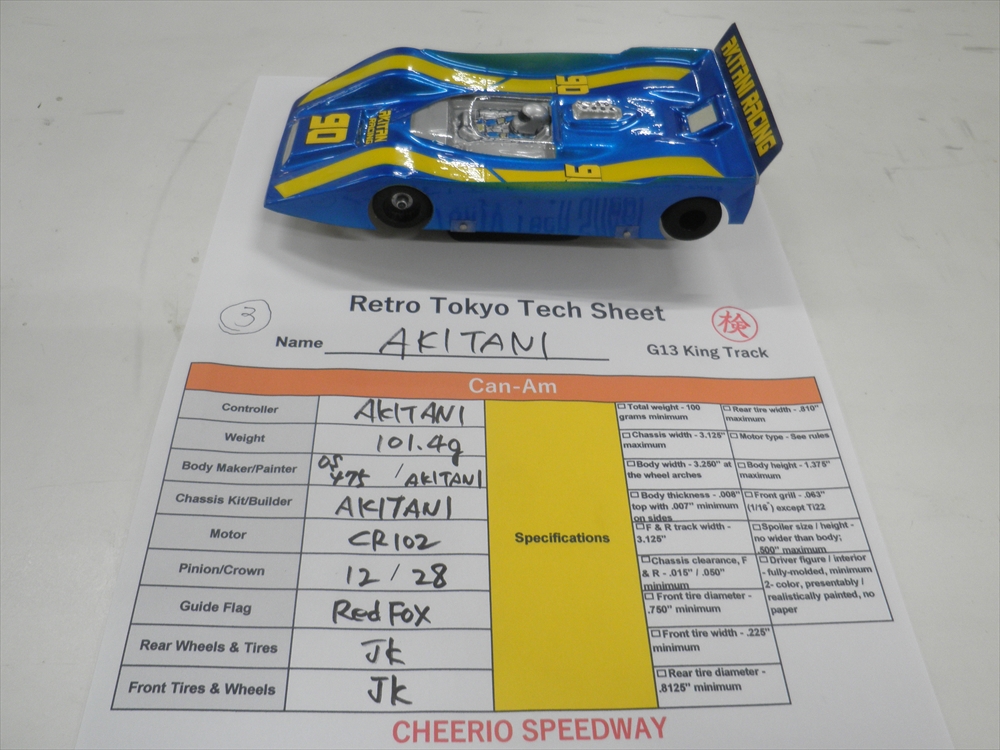 AKITANI RACING
06
AKITANI
RACING
06
6
3
Retro Tokyo Tech Sheet
検
Name AKITANI
G13 King Track
Can-Am
Controller AKITANI
Weight 101.4g
Body Maker/Painter OS 475 / AKITANI
Chassis Kit/Builder AKITANI
Motor CR102
Pinion/Crown 12 / 28
Guide Flag Red FOX
Rear Wheels & Tires JK
Front Tires & Wheels JK
Specifications
Total weight - 100
grams minimum
Chassis width - 3.125"
maximum
Body width - 3.250" at
the wheel arches
Body thickness - .008"
top with .007" minimum
on sides
F & R track width -
3.125"
Chassis clearance, F
& R - .015" / .050"
minimum
Front tire diameter -
.750" minimum
Front tire width - .225"
minimum
Rear tire diameter -
.8125" minimum
Rear tire width - .810"
maximum
Motor type - See rules
Body height - 1.375"
maximum
Front grill - .063"
(1/16") except Ti22
Spoiler size / height -
no wider than body;
.500" maximum
Driver figure / interior
- fully-molded, minimum
2- color, presentably /
realistically painted, no
paper
CHEERIO SPEEDWAY